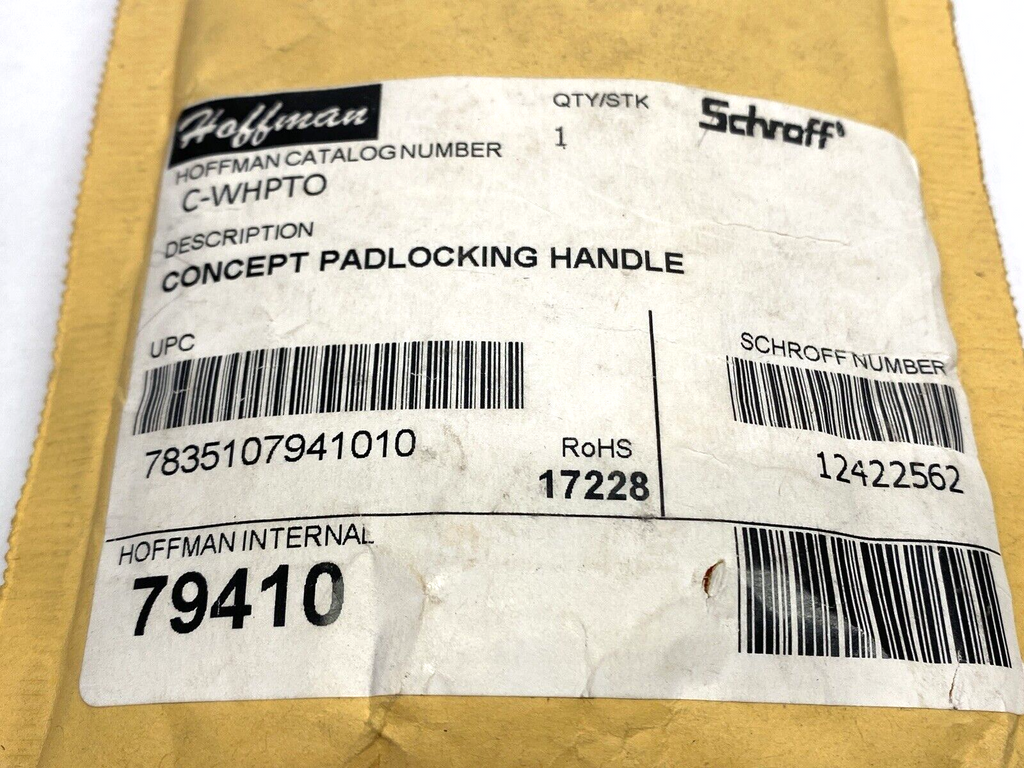 Hoffman
QTY/STK
Schroff
HOFFMAN CATALOG NUMBER
1
C-WHPTO
DESCRIPTION
CONCEPT PADLOCKING HANDLE
UPC
SCHROFF NUMBER
7835107941010
RoHS
17228
12422562
HOFFMAN INTERNAL
79410